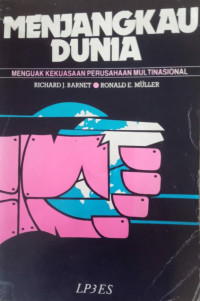 MENJANGKAU
DUNIA
MENGUAK KEKUASAAN PERUSAHAAN MULTINASIONAL
RICHARD J. BARNET ● RONALD E. MÜLLER
LP3ES